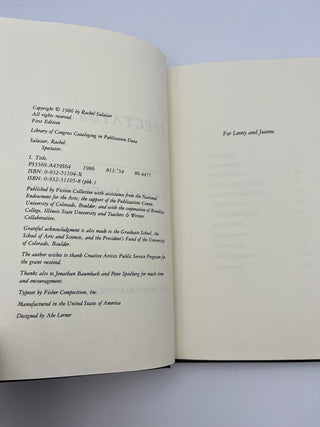 Copyright © 1986 by Rachel Salazar
All rights reserved.
First Edition
Library of Congress Cataloging in Publication Data
Salazar, Rachel.
Spectator.
I. Title.
PS3569.A459S64 1986 813'.54 86-4471
ISBN: 0-932-51104-X
ISBN: 0-932-51105-8 (pbk.)
Published by Fiction Collective with assistance from the National
Endowment for the Arts; the support of the Publications Center,
University of Colorado, Boulder; and with the cooperation of Brooklyn
College, Illinois State University and Teachers & Writers
Collaborative.
Grateful acknowledgment is also made to the Graduate School, the
School of Arts and Sciences, and the President's Fund of the University
of Colorado, Boulder.
The author wishes to thank Creative Artists Public Service Program for
the grant received.
Thanks also to Jonathan Baumbach and Peter Spielberg for much time
and encouragement.
Typeset by Fisher Composition, Inc.
Manufactured in the United States of America
Designed by Abe Lerner
For Lenny and Jeanne